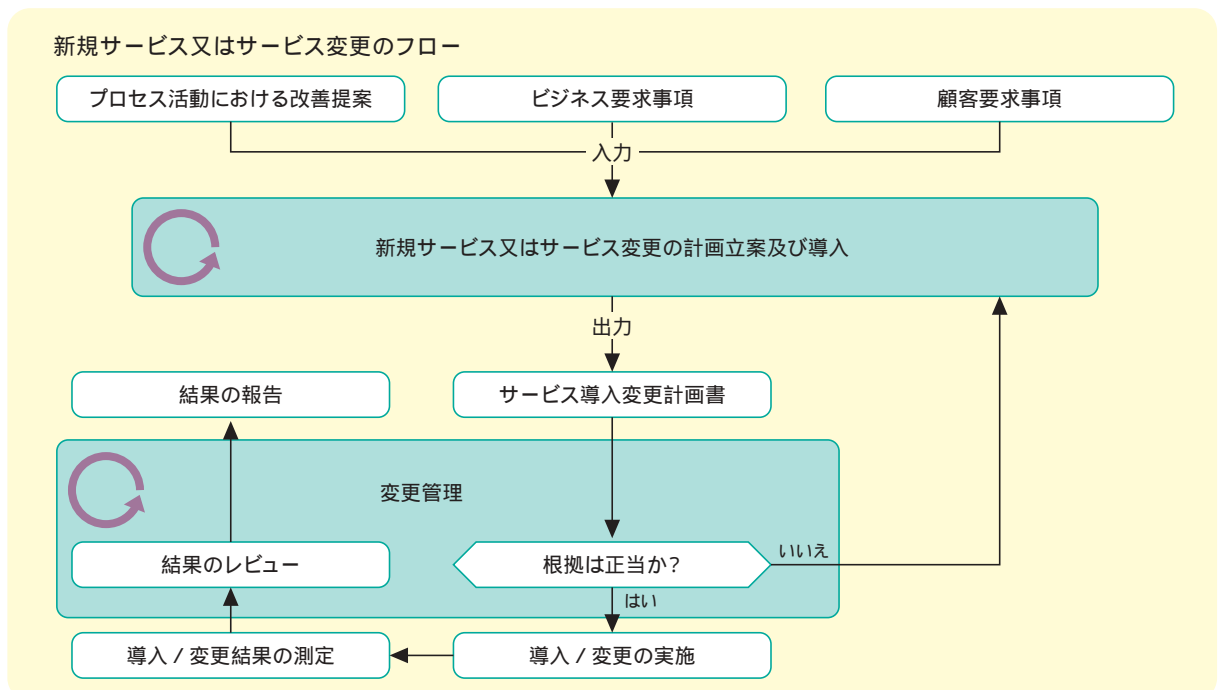 新規サービス又はサービス変更のフロー
プロセス活動における改善提案
ビジネス要求事項
顧客要求事項
入力
新規サービス又はサービス変更の計画立案及び導入
出力
結果の報告
サービス導入変更計画書
変更管理
結果のレビュー
根拠は正当か?
いいえ
はい
導入 / 変更結果の測定
導入 / 変更の実施